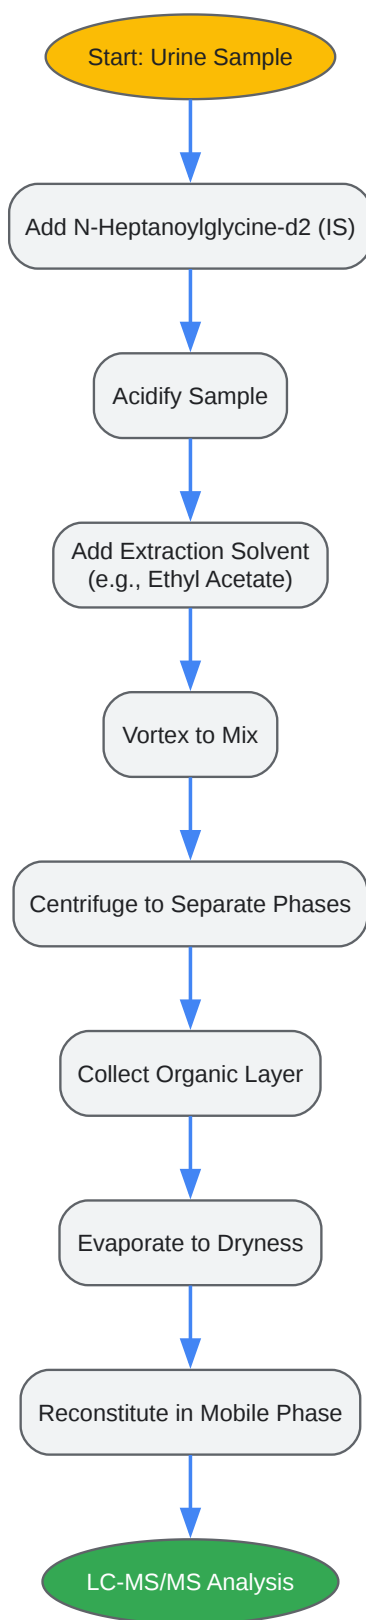 Start: Urine Sample
Add N-Heptanoylglycine-d2 (IS)
Acidify Sample
Add Extraction Solvent
(e.g., Ethyl Acetate)
Vortex to Mix
Centrifuge to Separate Phases
Collect Organic Layer
Evaporate to Dryness
Reconstitute in Mobile Phase
LC-MS/MS Analysis